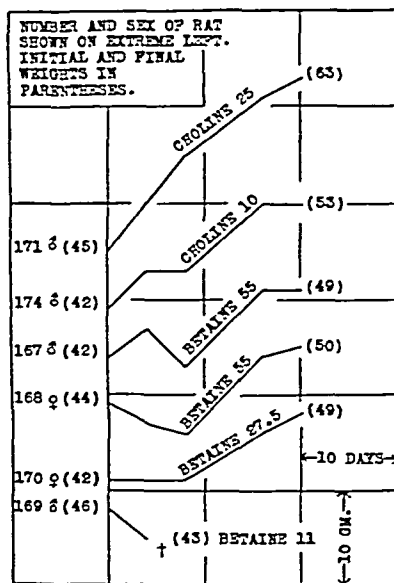 NUMBER AND SEX OF RAT
SHOWN ON EXTREME LEFT.
INITIAL AND FINAL
WEIGHTS IN
PARENTHESES.
(63)
CHOLINE 25
171 ♂ (45)
CHOLINE 10
(53)
174 ♂ (42)
BETAINE 55
(49)
167 ♂ (42)
BETAINE 55
(50)
168 ♀ (44)
BETAINE 27.5
(49)
170 ♀ (42)
←10 DAYS→
169 ♂ (46)
† (43) BETAINE 11
10 GM.